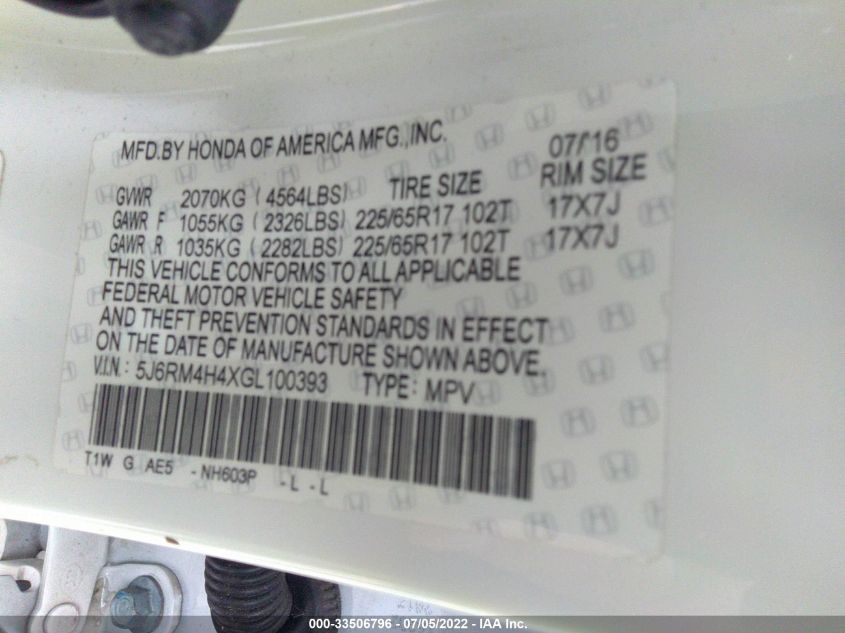 MFD.BY HONDA OF AMERICA MFG.,INC. 07/16
GVWR 2070KG (4564LBS) TIRE SIZE RIM SIZE
GAWR F 1055KG (2326LBS) 225/65R17 102T 17X7J
GAWR R 1035KG (2282LBS) 225/65R17 102T 17X7J
THIS VEHICLE CONFORMS TO ALL APPLICABLE
FEDERAL MOTOR VEHICLE SAFETY
AND THEFT PREVENTION STANDARDS IN EFFECT
ON THE DATE OF MANUFACTURE SHOWN ABOVE.
V.I.N.: 5J6RM4H4XGL100393 TYPE: MPV
T1W G AE5 -NH603P -L -L
000-33506796 - 07/05/2022 - IAA Inc.